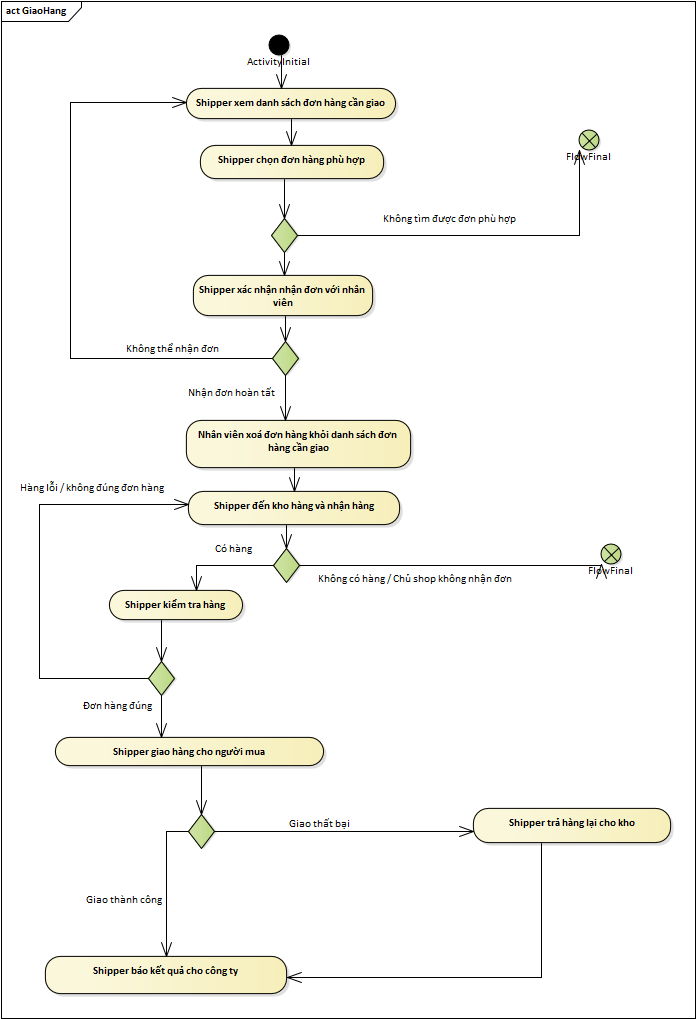 act GiaoHang
ActivityInitial
Shipper xem danh sách đơn hàng cần giao
Shipper chọn đơn hàng phù hợp
FlowFinal
Không tìm được đơn phù hợp
Shipper xác nhận nhận đơn với nhân
viên
Không thể nhận đơn
Nhận đơn hoàn tất
Nhân viên xoá đơn hàng khỏi danh sách đơn
hàng cần giao
Hàng lỗi / không đúng đơn hàng
Shipper đến kho hàng và nhận hàng
Có hàng
FlowFinal
Không có hàng / Chủ shop không nhận đơn
Shipper kiểm tra hàng
Đơn hàng đúng
Shipper giao hàng cho người mua
Giao thất bại
Shipper trả hàng lại cho kho
Giao thành công
Shipper báo kết quả cho công ty